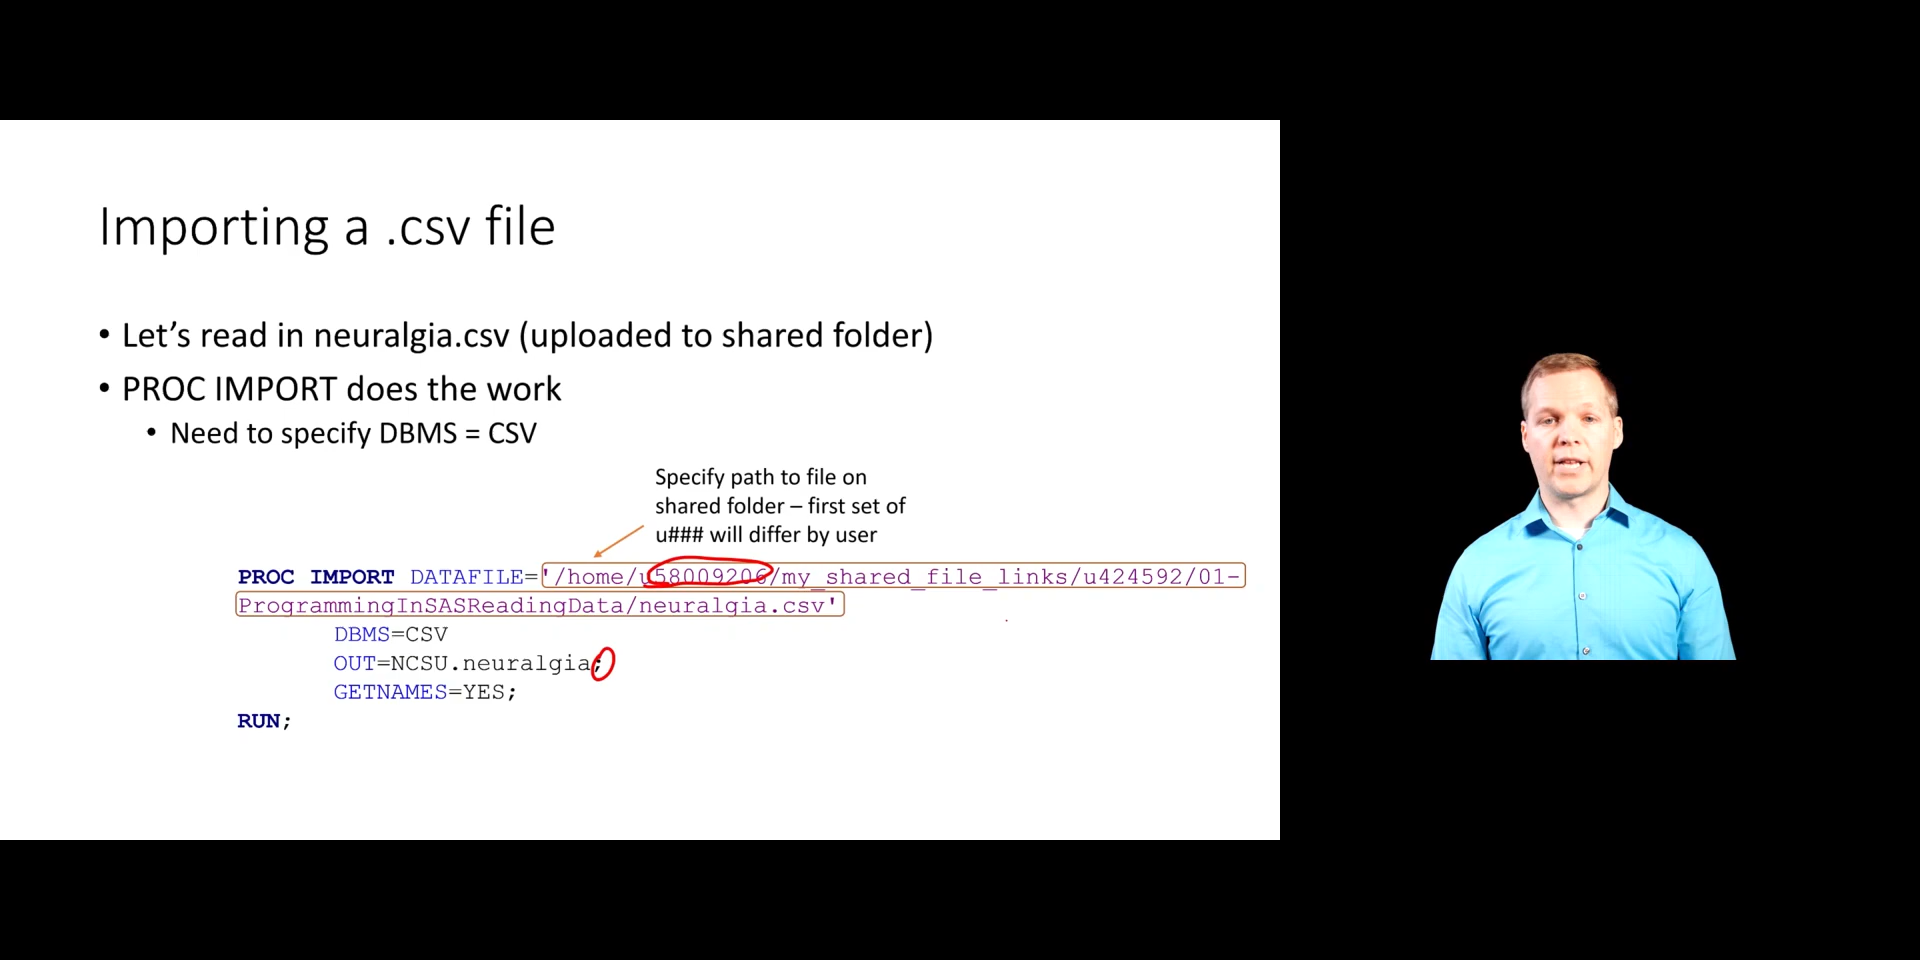 Importing a .csv file
• Let’s read in neuralgia.csv (uploaded to shared folder)
• PROC IMPORT does the work
• Need to specify DBMS = CSV
Specify path to file on
shared folder – first set of
u### will differ by user
PROC IMPORT DATAFILE='/home/u58009206/my_shared_file_links/u424592/01-
ProgrammingInSASReadingData/neuralgia.csv'
DBMS=CSV
OUT=NCSU.neuralgia;
GETNAMES=YES;
RUN;